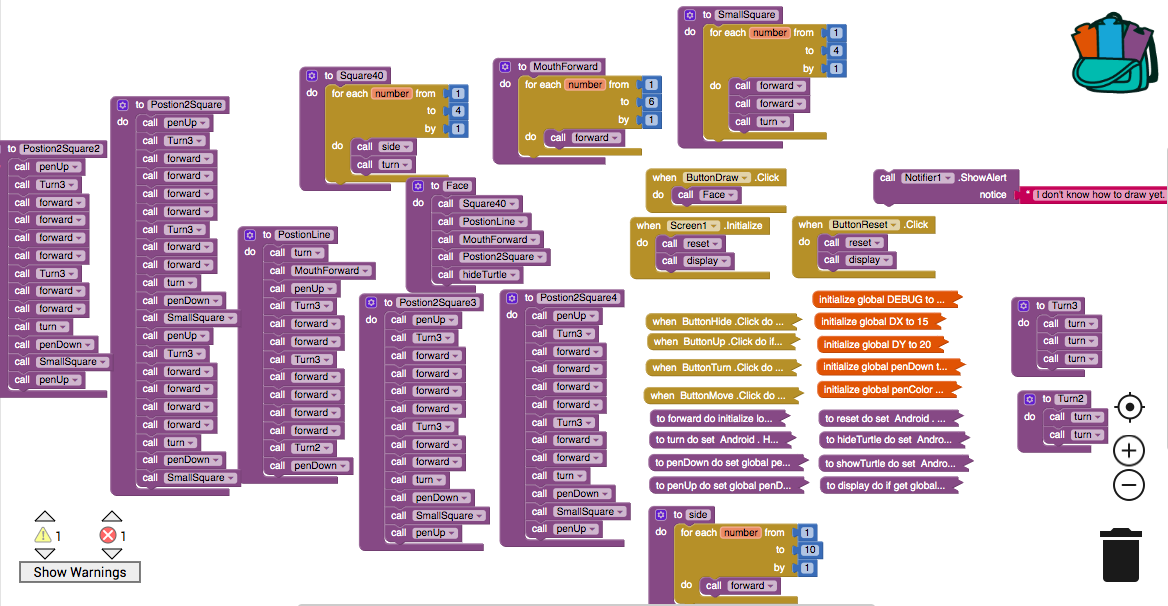 to Postion2Square2
call penUp
call Turn3
call forward
call forward
call forward
call forward
call Turn3
call forward
call forward
call turn
call penDown
call SmallSquare
call penUp
to Postion2Square
do call penUp
call Turn3
call forward
call forward
call forward
call forward
call Turn3
call forward
call forward
call turn
call penDown
call SmallSquare
call penUp
call Turn3
call forward
call forward
call forward
call forward
call turn
call penDown
call SmallSquare
to PostionLine
do call turn
call MouthForward
call penUp
call Turn3
call forward
call forward
call Turn3
call forward
call forward
call forward
call forward
call Turn2
call penDown
to Square40
do for each number from 1
to 4
by 1
do call side
call turn
to Face
do call Square40
call PostionLine
call MouthForward
call Postion2Square
call hideTurtle
to Postion2Square3
do call penUp
call Turn3
call forward
call forward
call forward
call forward
call Turn3
call forward
call forward
call turn
call penDown
call SmallSquare
call penUp
to MouthForward
do for each number from 1
to 6
by 1
do call forward
to Postion2Square4
do call penUp
call Turn3
call forward
call forward
call forward
call forward
call Turn3
call forward
call forward
call turn
call penDown
call SmallSquare
call penUp
to SmallSquare
do for each number from 1
to 4
by 1
do call forward
call forward
call turn
when ButtonDraw .Click
do call Face
when Screen1 .Initialize
do call reset
call display
when ButtonReset .Click
do call reset
call display
call Notifier1 .ShowAlert
notice " I don't know how to draw yet.
when ButtonHide .Click do ...
when ButtonUp .Click do if...
when ButtonTurn .Click do ...
when ButtonMove .Click do ...
initialize global DEBUG to ...
initialize global DX to 15
initialize global DY to 20
initialize global penDown t...
initialize global penColor ...
to forward do initialize lo...
to turn do set Android . H...
to penDown do set global pe...
to penUp do set global penD...
to reset do set Android . ...
to hideTurtle do set Andro...
to showTurtle do set Andro...
to display do if get global...
to side
do for each number from 1
to 10
by 1
do call forward
to Turn3
do call turn
call turn
call turn
to Turn2
do call turn
call turn
1 1
Show Warnings